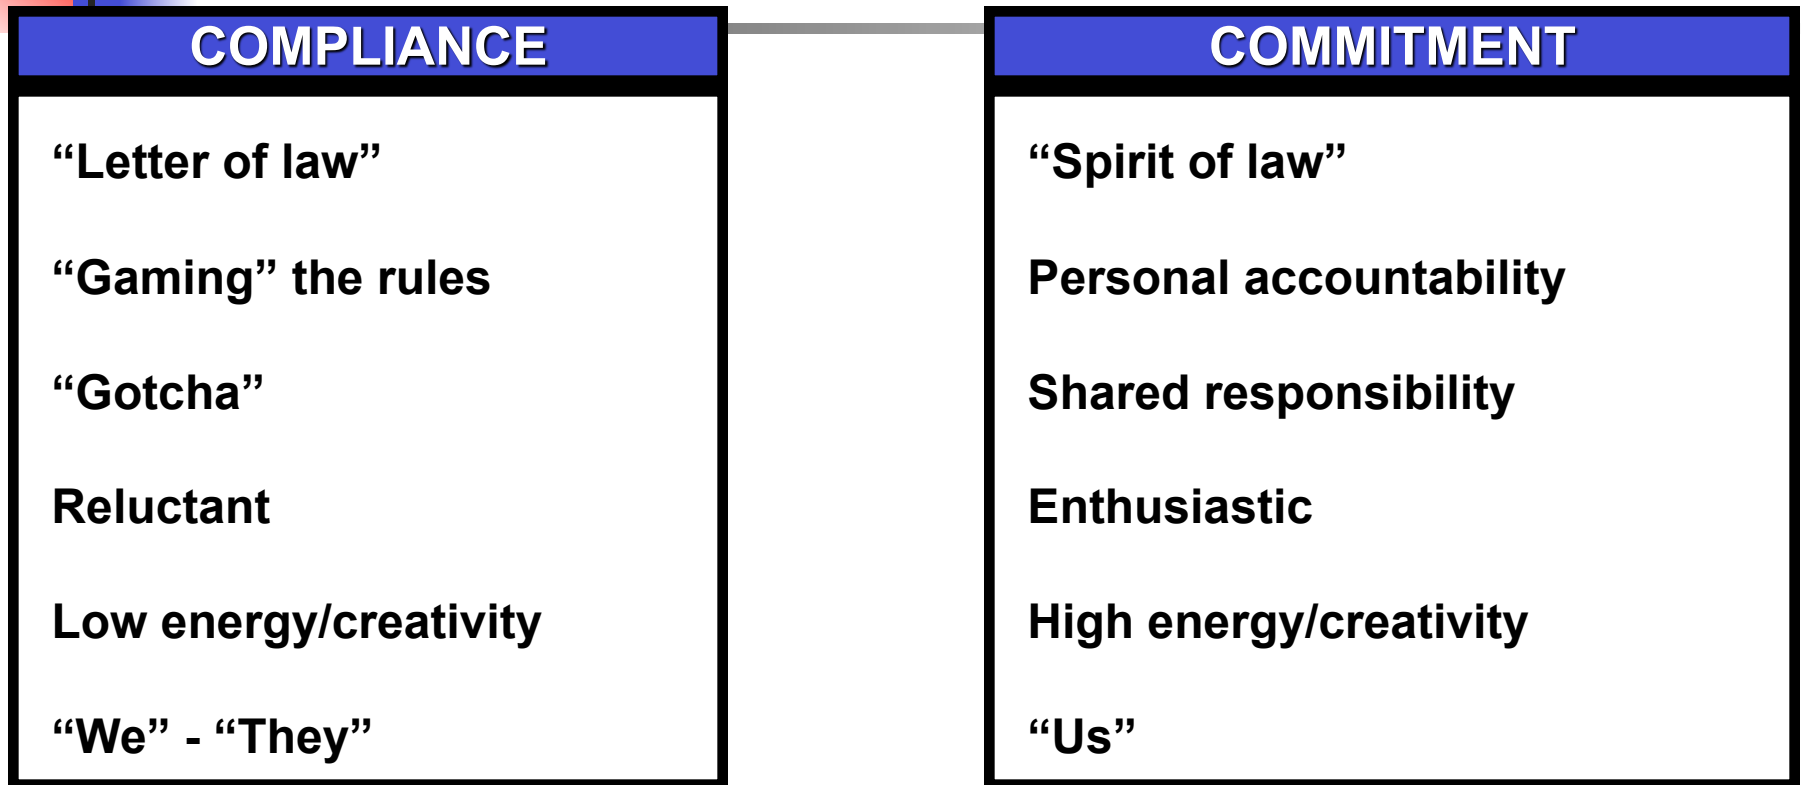 COMPLIANCE
“Letter of law”
“Gaming” the rules
“Gotcha”
Reluctant
Low energy/creativity
“We” - “They”
COMMITMENT
“Spirit of law”
Personal accountability
Shared responsibility
Enthusiastic
High energy/creativity
“Us”